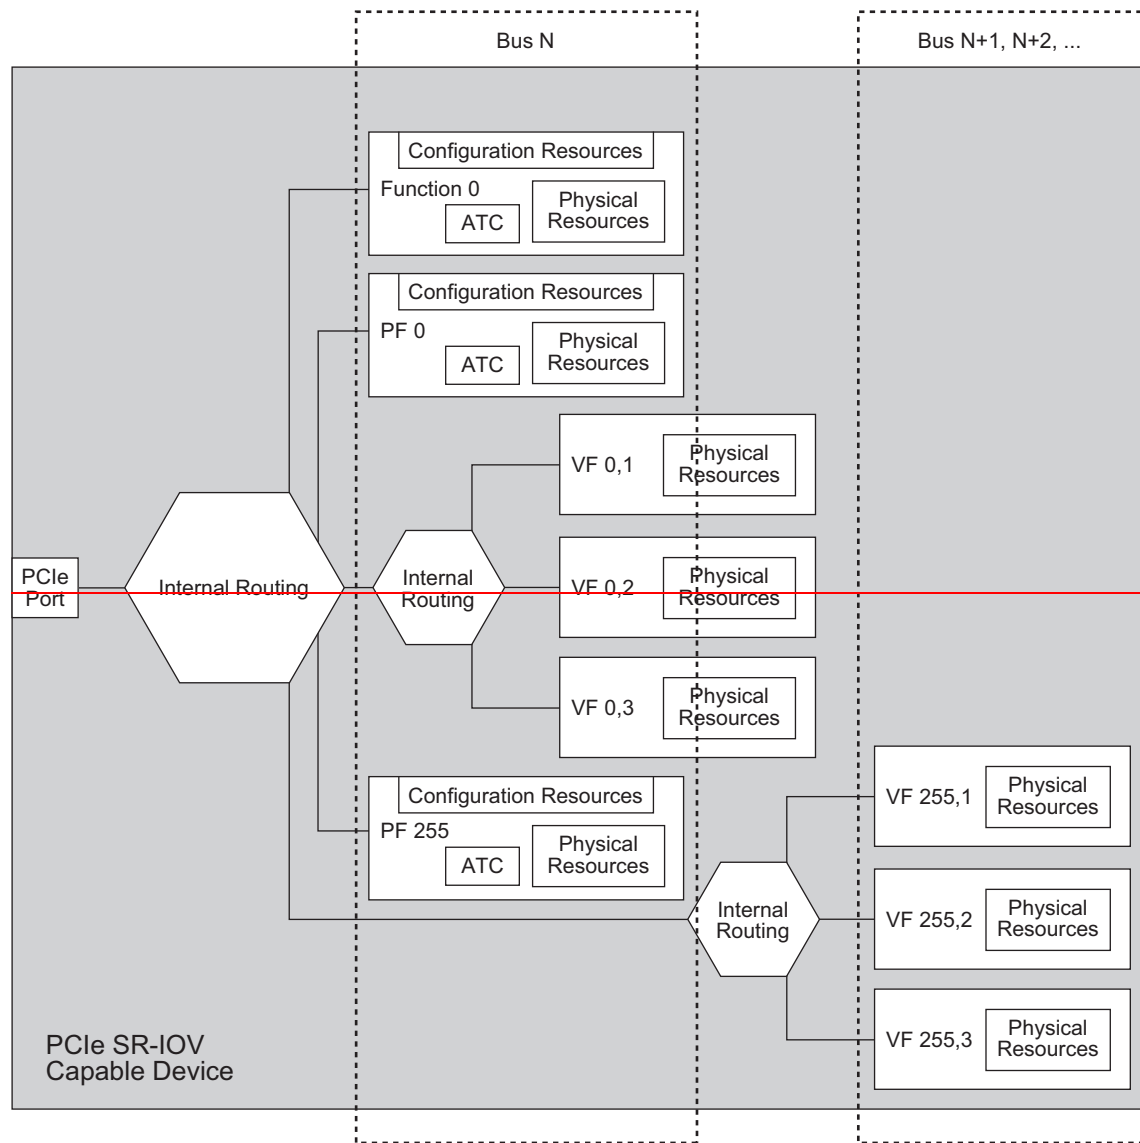 Bus N
Bus N+1, N+2, ...
Configuration Resources
Function 0
ATC
Physical
Resources
Configuration Resources
PF 0
ATC
Physical
Resources
VF 0,1
Physical
Resources
PCIe
Port
Internal Routing
Internal
Routing
VF 0,2
Physical
Resources
VF 0,3
Physical
Resources
Configuration Resources
PF 255
ATC
Physical
Resources
VF 255,1
Physical
Resources
Internal
Routing
VF 255,2
Physical
Resources
VF 255,3
Physical
Resources
PCIe SR-IOV
Capable Device